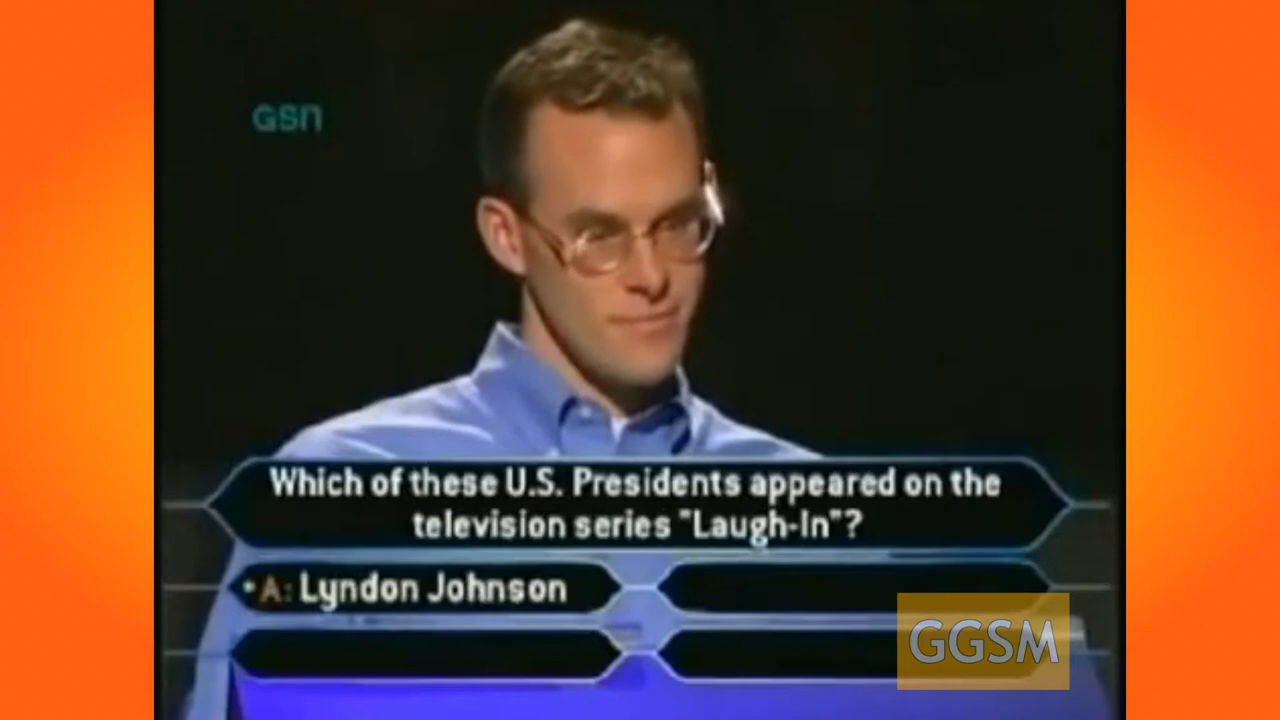 GSN
Which of these U.S. Presidents appeared on the
television series "Laugh-In"?
A: Lyndon Johnson
GGSM